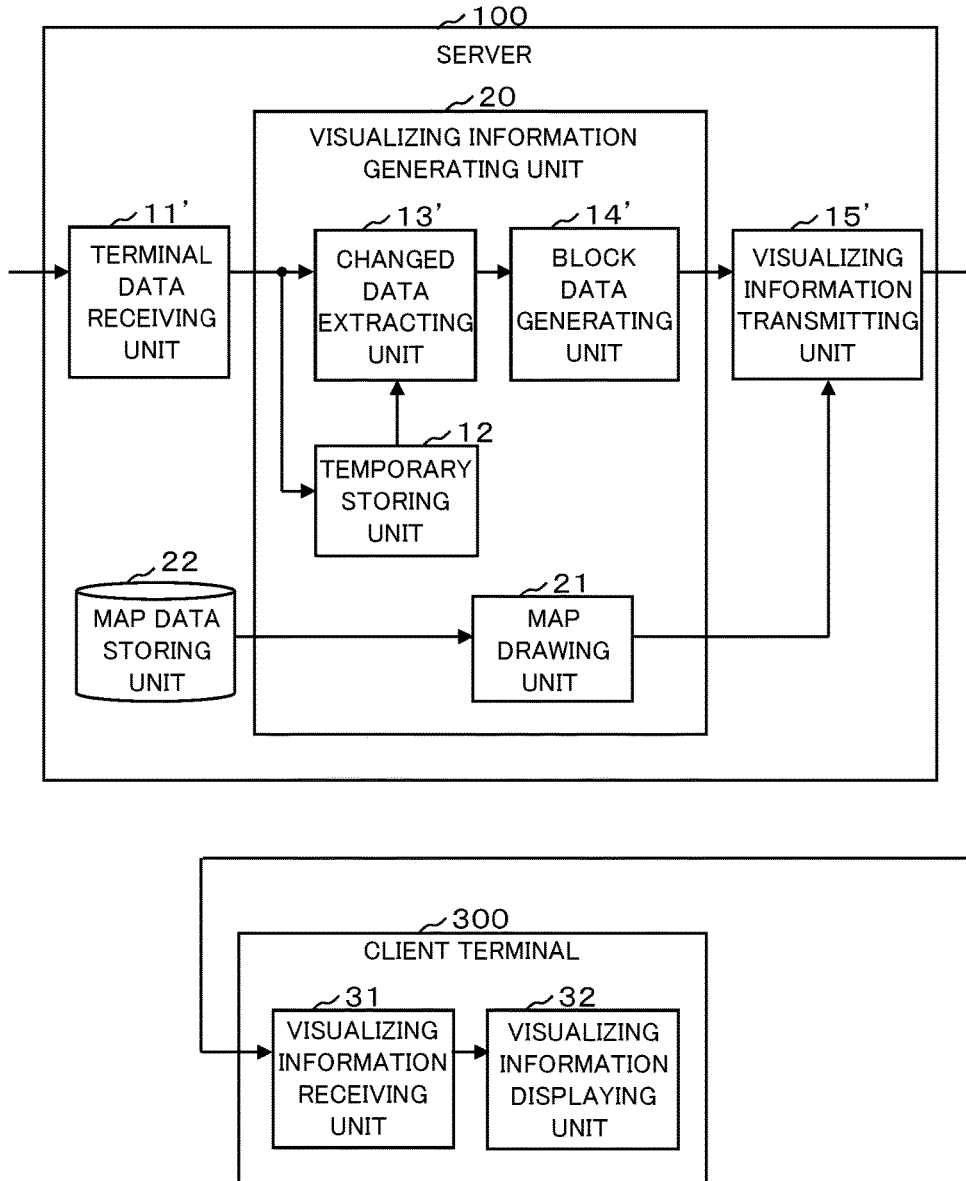 100
SERVER
20
VISUALIZING INFORMATION
GENERATING UNIT
11'
TERMINAL
DATA
RECEIVING
UNIT
13'
CHANGED
DATA
EXTRACTING
UNIT
14'
BLOCK
DATA
GENERATING
UNIT
15'
VISUALIZING
INFORMATION
TRANSMITTING
UNIT
12
TEMPORARY
STORING
UNIT
22
MAP DATA
STORING
UNIT
21
MAP
DRAWING
UNIT
300
CLIENT TERMINAL
31
VISUALIZING
INFORMATION
RECEIVING
UNIT
32
VISUALIZING
INFORMATION
DISPLAYING
UNIT